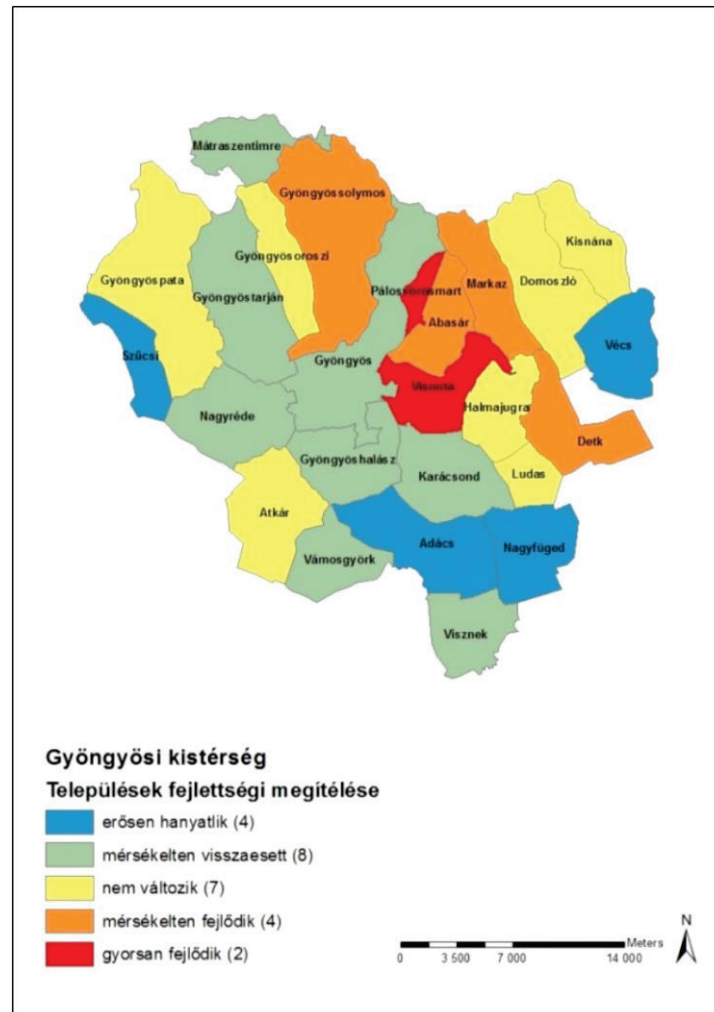 Mátraszentimre
Gyöngyössolymos
Kisnána
Gyöngyösoroszi
Gyöngyöspata
Domoszló
Pálosvörösmart
Markaz
Gyöngyöstarján
Abasár
Szűcsi
Vécs
Gyöngyös
Visonta
Nagyréde
Halmajugra
Detk
Gyöngyöshalász
Karácsond
Ludas
Atkár
Adács
Nagyfüged
Vámosgyörk
Visznek
Gyöngyösi kistérség
Települések fejlettségi megítélése
erősen hanyatlik (4)
mérsékelten visszaesett (8)
nem változik (7)
mérsékelten fejlődik (4)
gyorsan fejlődik (2)
N
Meters
0 3 500 7 000 14 000